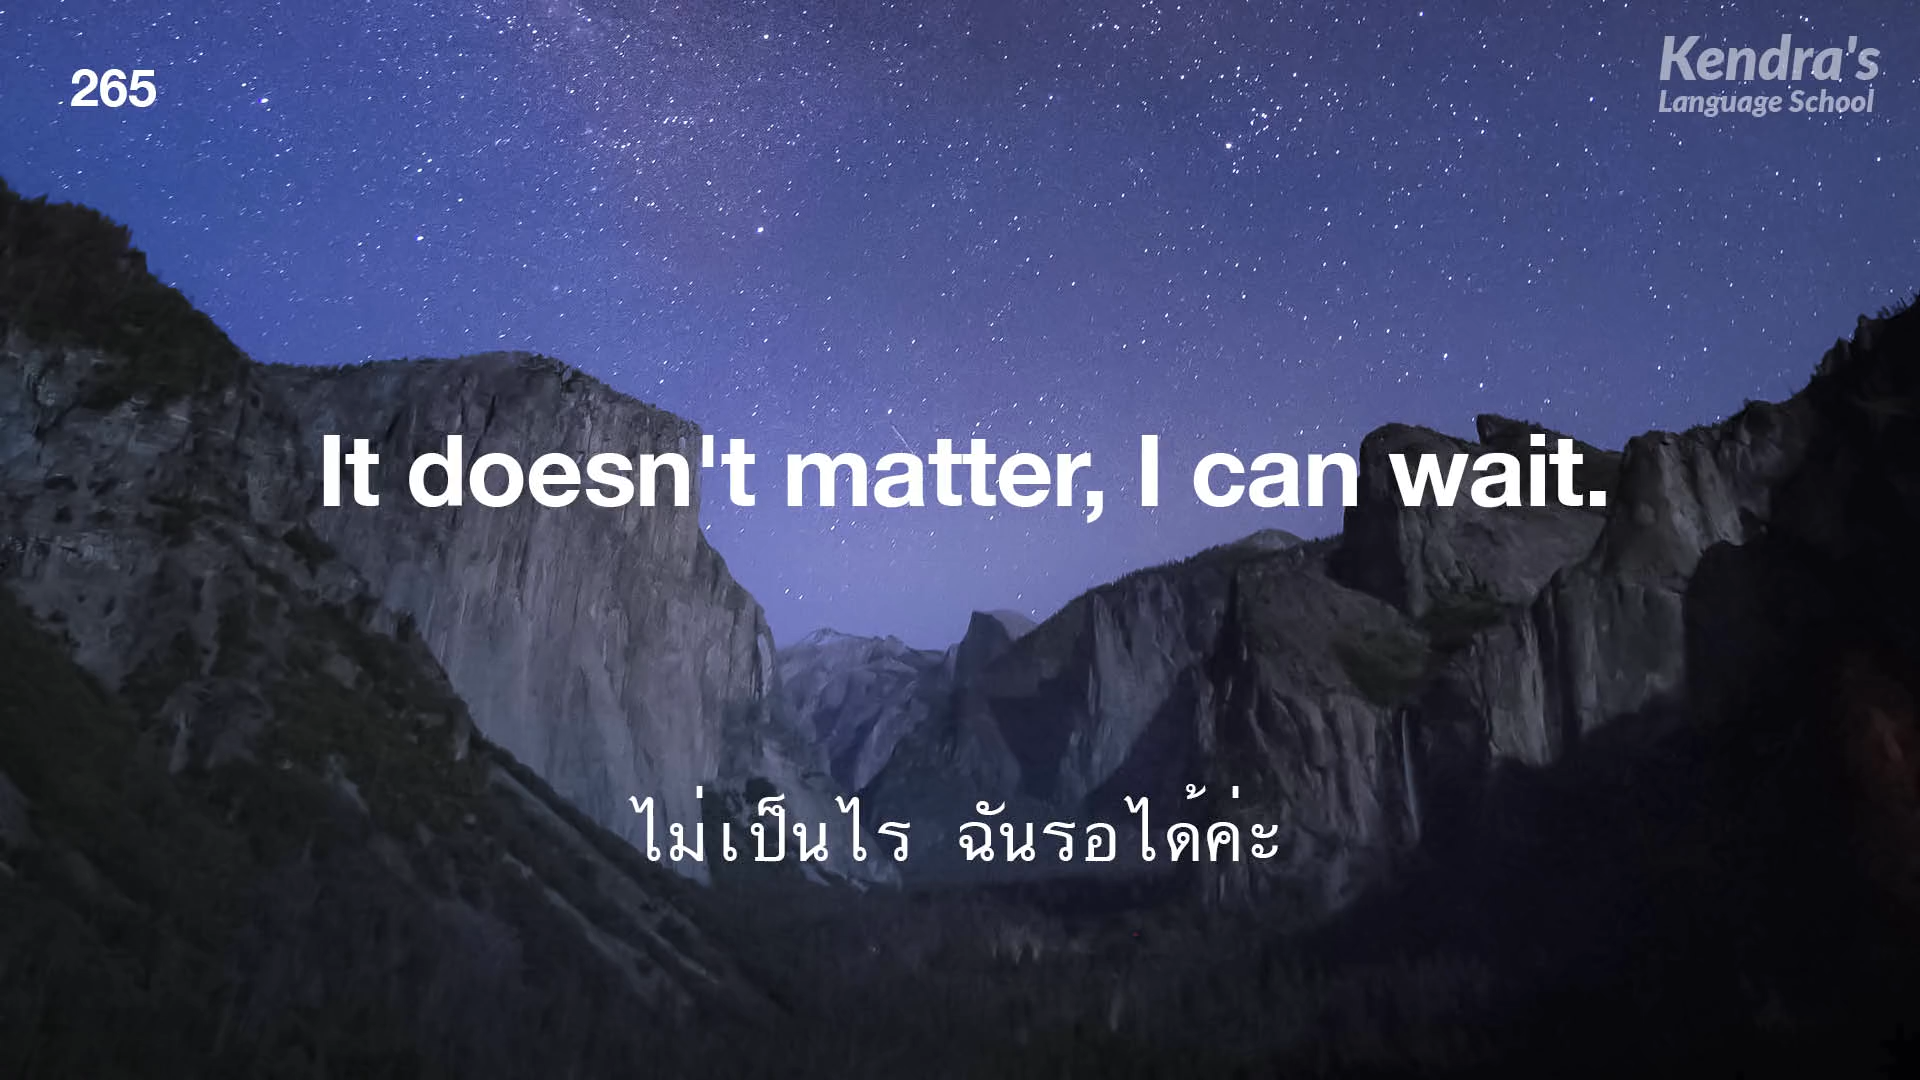 265
Kendra's
Language School
It doesn't matter, I can wait.
ไม่เป็นไร ฉันรอได้ค่ะ